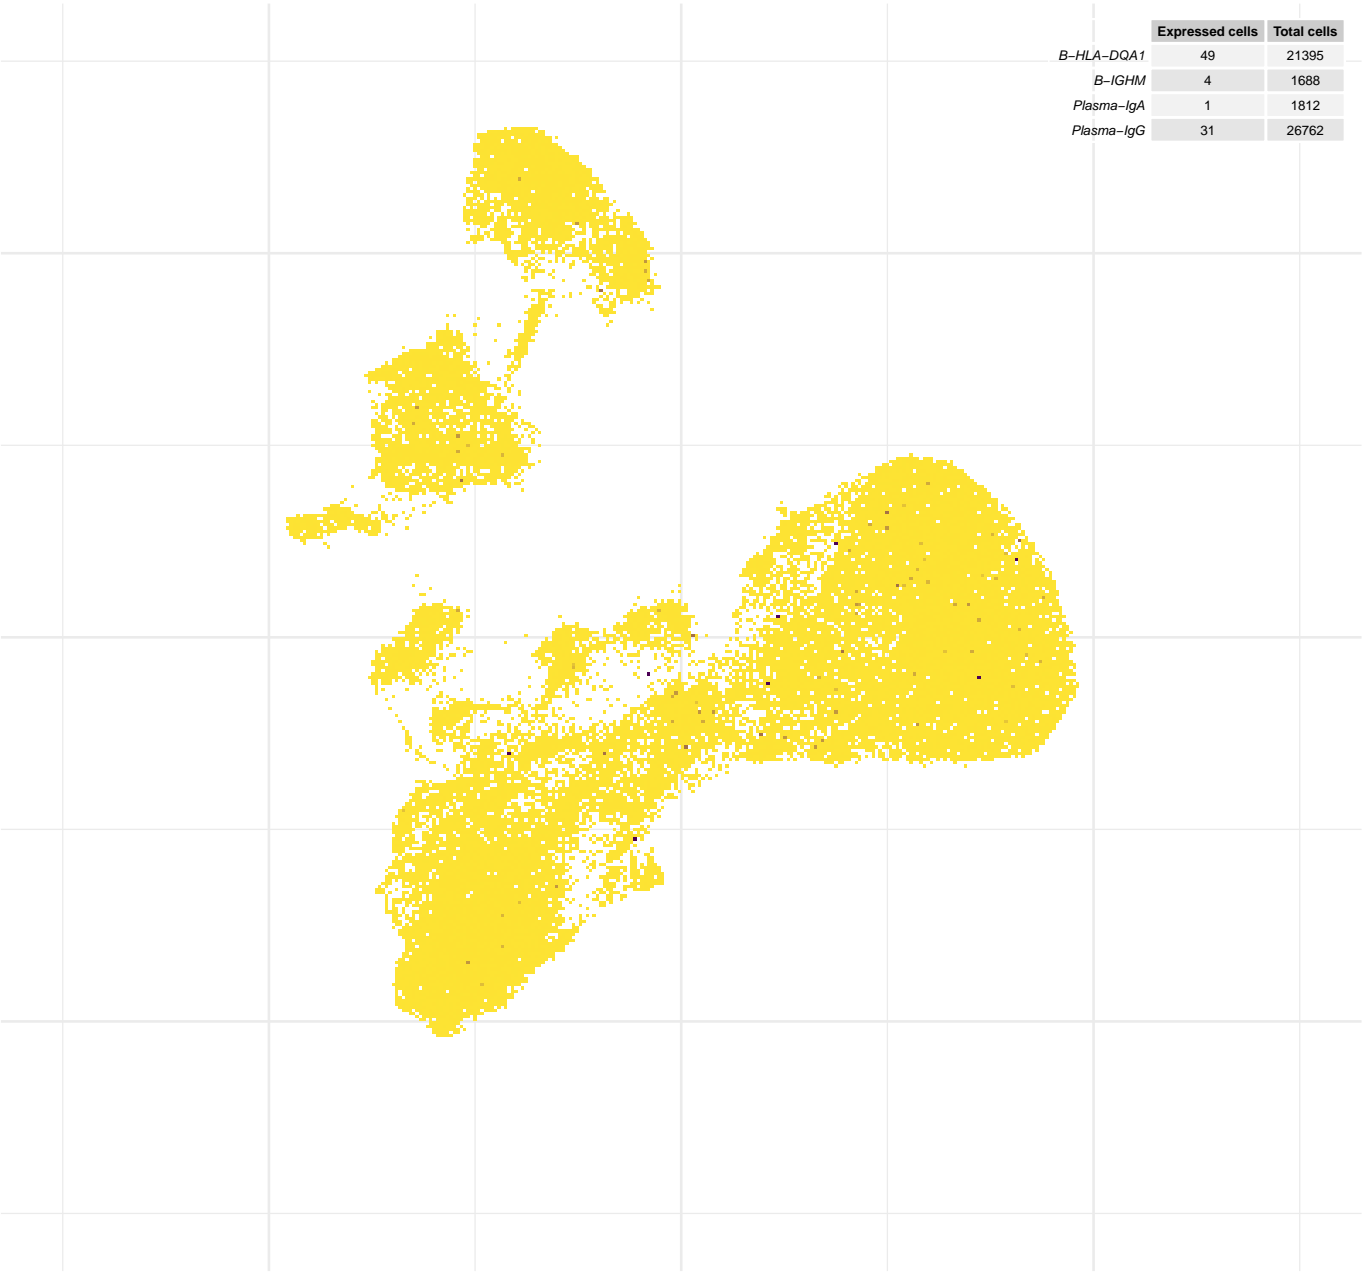 Expressed cells Total cells
B−HLA−DQA1 49 21395
B−IGHM 4 1688
Plasma−IgA 1 1812
Plasma−IgG 31 26762